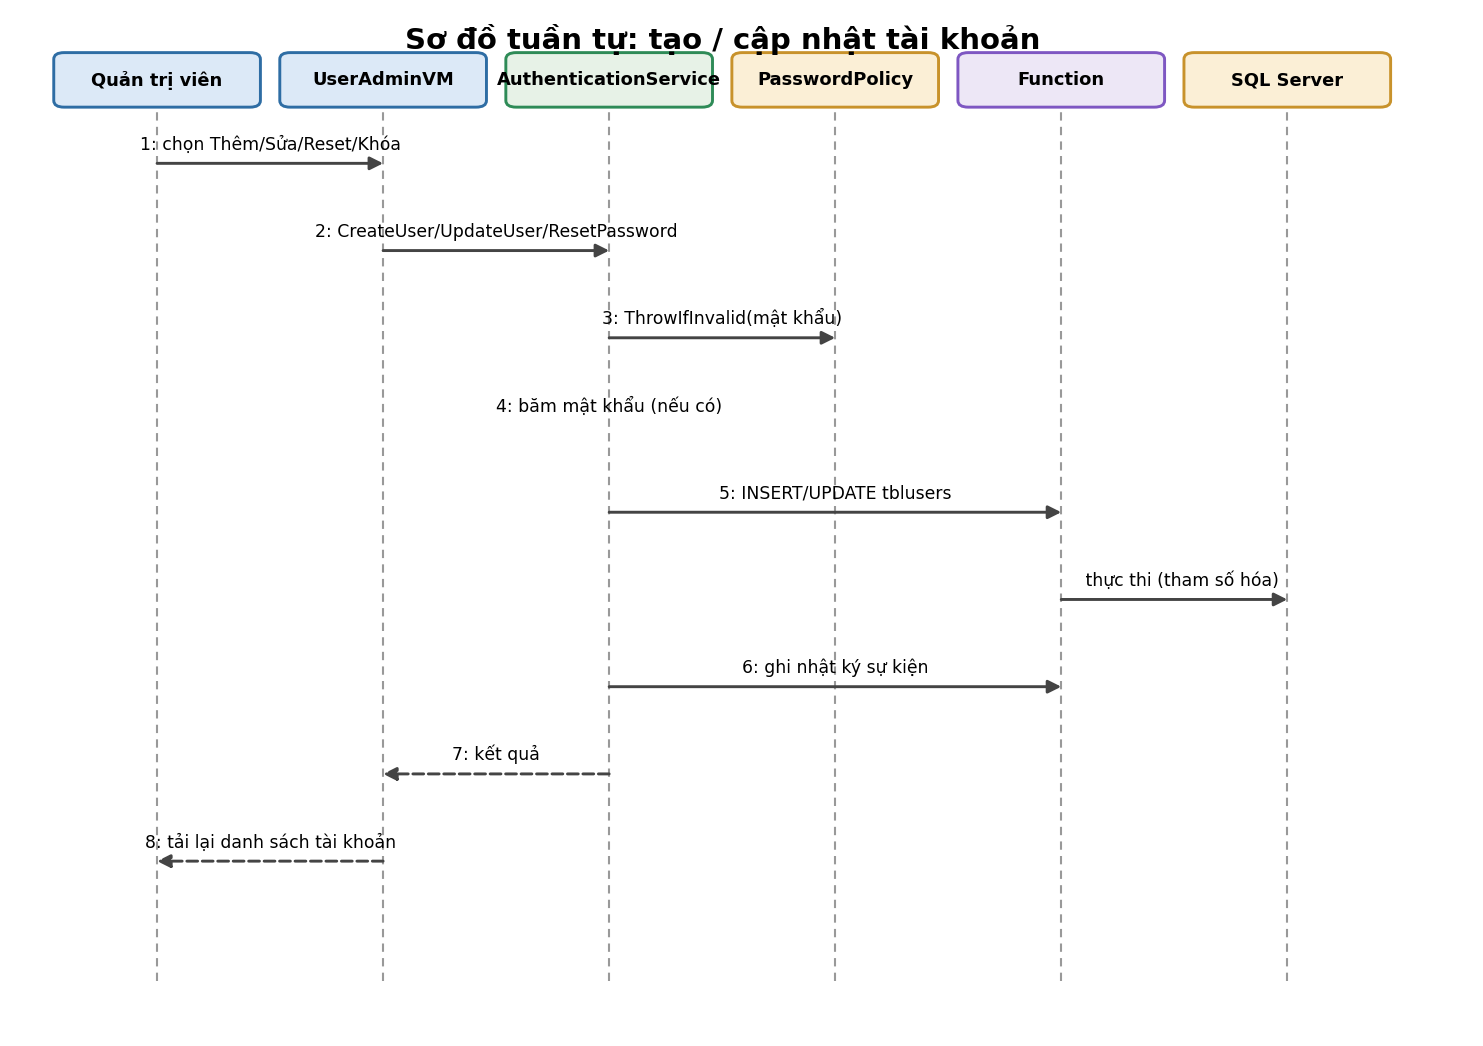 Sơ đồ tuần tự: tạo / cập nhật tài khoản
Quản trị viên
UserAdminVM
AuthenticationService
PasswordPolicy
Function
SQL Server
1: chọn Thêm/Sửa/Reset/Khóa
2: CreateUser/UpdateUser/ResetPassword
3: ThrowIfInvalid(mật khẩu)
4: băm mật khẩu (nếu có)
5: INSERT/UPDATE tblusers
thực thi (tham số hóa)
6: ghi nhật ký sự kiện
7: kết quả
8: tải lại danh sách tài khoản